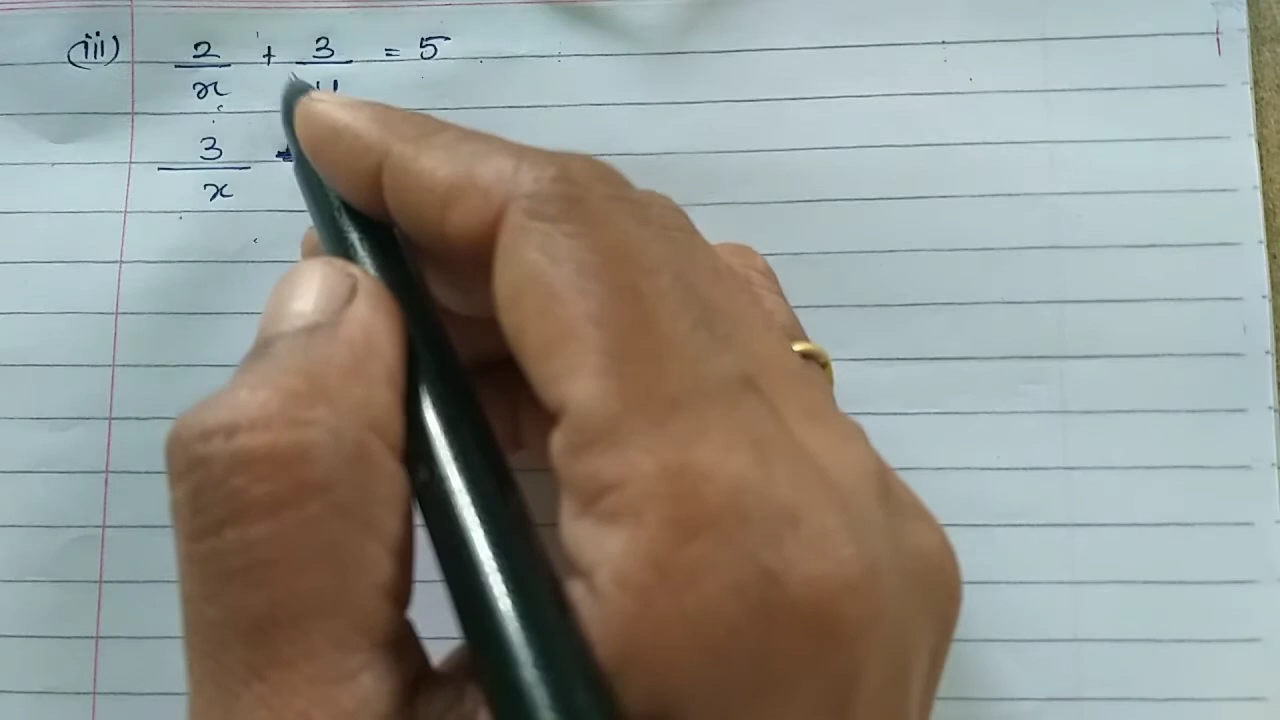 (iii) 2/x + 3/y = 5
3/x